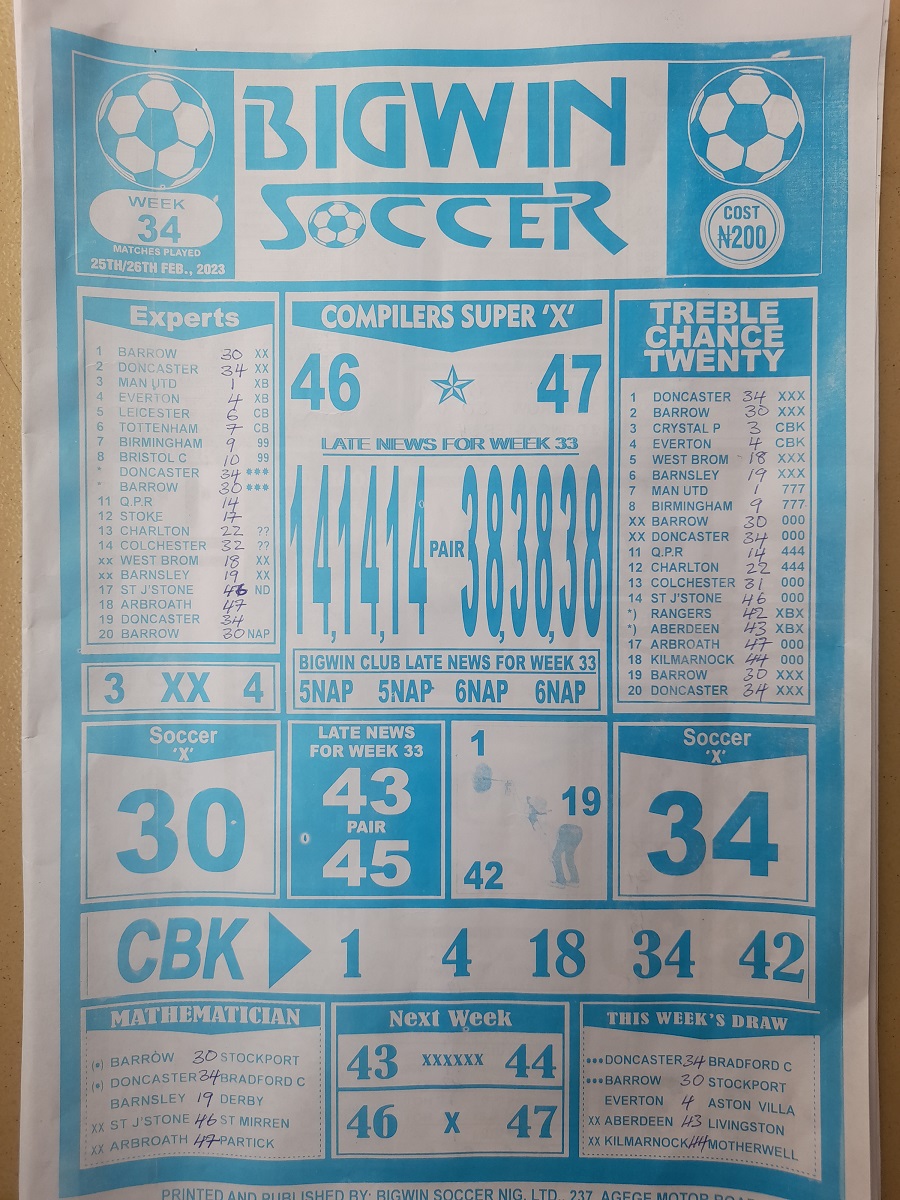 BIGWIN
SOCCER
WEEK
34
MATCHES PLAYED
25TH/26TH FEB., 2023
COST
₦200
Experts
1 BARROW 30 XX
2 DONCASTER 34 XX
3 MAN UTD 1 XB
4 EVERTON 4 XB
5 LEICESTER 6 CB
6 TOTTENHAM 7 CB
7 BIRMINGHAM 9 99
8 BRISTOL C 10 99
* DONCASTER 34 ***
* BARROW 30 ***
11 Q.P.R 14
12 STOKE 17
13 CHARLTON 22 ??
14 COLCHESTER 32 ??
xx WEST BROM 18 XX
xx BARNSLEY 19 XX
17 ST J'STONE 46 ND
18 ARBROATH 47
19 DONCASTER 34
20 BARROW 30 NAP
3 XX 4
COMPILERS SUPER 'X'
46 47
LATE NEWS FOR WEEK 33
14,14,14 PAIR 38,38,38
BIGWIN CLUB LATE NEWS FOR WEEK 33
5NAP 5NAP 6NAP 6NAP
TREBLE
CHANCE
TWENTY
1 DONCASTER 34 XXX
2 BARROW 30 XXX
3 CRYSTAL P 3 CBK
4 EVERTON 4 CBK
5 WEST BROM 18 XXX
6 BARNSLEY 19 XXX
7 MAN UTD 1 777
8 BIRMINGHAM 9 777
XX BARROW 30 000
XX DONCASTER 34 000
11 Q.P.R 14 444
12 CHARLTON 22 444
13 COLCHESTER 31 000
14 ST J'STONE 46 000
*) RANGERS 42 XBX
*) ABERDEEN 43 XBX
17 ARBROATH 47 000
18 KILMARNOCK 44 000
19 BARROW 30 XXX
20 DONCASTER 34 XXX
Soccer
'X'
30
LATE NEWS
FOR WEEK 33
43
PAIR
45
1
19
42
Soccer
'X'
34
CBK 1 4 18 34 42
MATHEMATICIAN
(*) BARROW 30 STOCKPORT
(*) DONCASTER 34 BRADFORD C
BARNSLEY 19 DERBY
XX ST J'STONE 46 ST MIRREN
XX ARBROATH 47 PARTICK
Next Week
43 XXXXXX 44
46 X 47
THIS WEEK'S DRAW
•••DONCASTER 34 BRADFORD C
•••BARROW 30 STOCKPORT
EVERTON 4 ASTON VILLA
XX ABERDEEN 43 LIVINGSTON
XX KILMARNOCK 44 MOTHERWELL
PRINTED AND PUBLISHED BY: BIGWIN SOCCER NIG. LTD., 237, AGEGE MOTOR